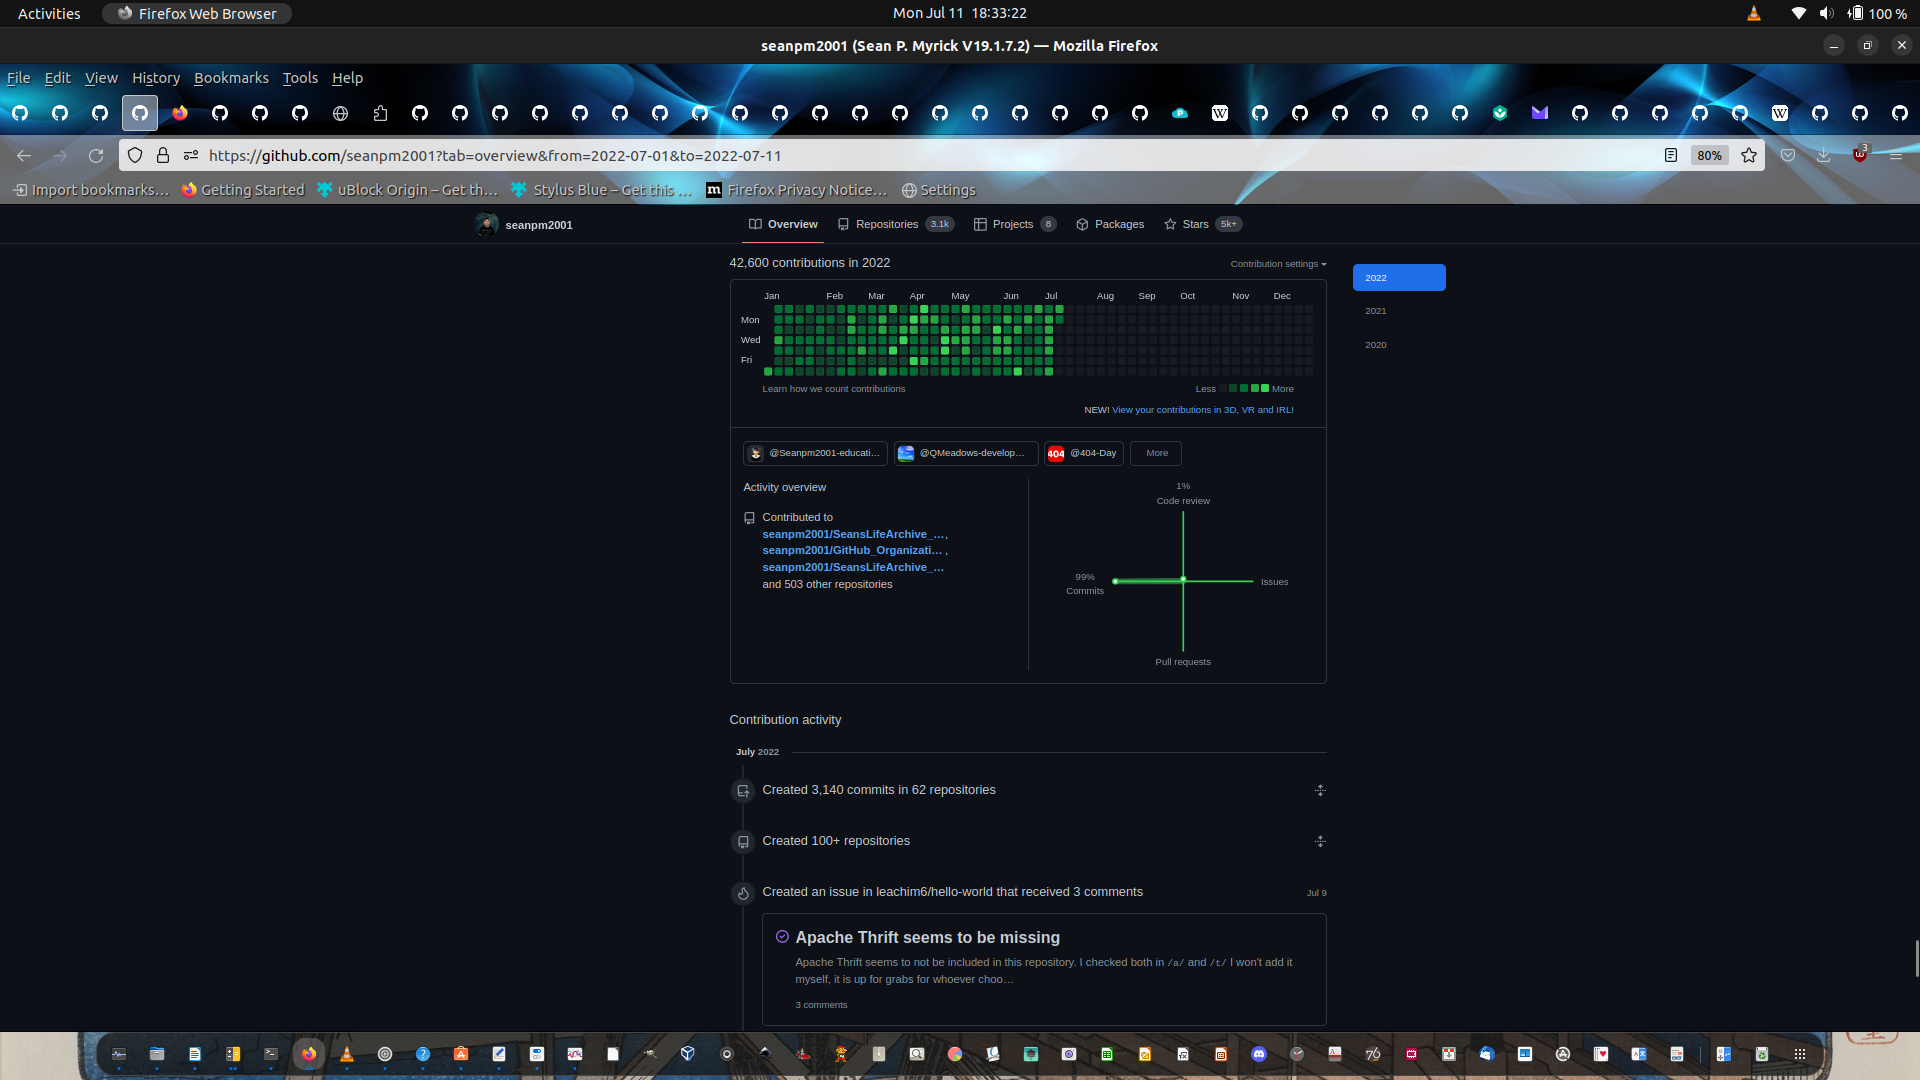 Activities
Firefox Web Browser
Mon Jul 11 18:33:22
100 %
seanpm2001 (Sean P. Myrick V19.1.7.2) — Mozilla Firefox
File Edit View History Bookmarks Tools Help
https://github.com/seanpm2001?tab=overview&from=2022-07-01&to=2022-07-11
80%
3
Import bookmarks… Getting Started uBlock Origin – Get th… Stylus Blue – Get this … Firefox Privacy Notice… Settings
seanpm2001
Overview Repositories 3.1k Projects 8 Packages Stars 5k+
42,600 contributions in 2022
Contribution settings
2022
2021
2020
Jan Feb Mar Apr May Jun Jul Aug Sep Oct Nov Dec
Mon
Wed
Fri
Learn how we count contributions
Less More
NEW! View your contributions in 3D, VR and IRL!
@Seanpm2001-educati… @QMeadows-develop… 404 @404-Day More
Activity overview
Contributed to
seanpm2001/SeansLifeArchive_…,
seanpm2001/GitHub_Organizati… ,
seanpm2001/SeansLifeArchive_…
and 503 other repositories
1%
Code review
99%
Commits
Issues
Pull requests
Contribution activity
July 2022
Created 3,140 commits in 62 repositories
Created 100+ repositories
Created an issue in leachim6/hello-world that received 3 comments
Jul 9
Apache Thrift seems to be missing
Apache Thrift seems to not be included in this repository. I checked both in /a/ and /t/ I won't add it
myself, it is up for grabs for whoever choo…
3 comments